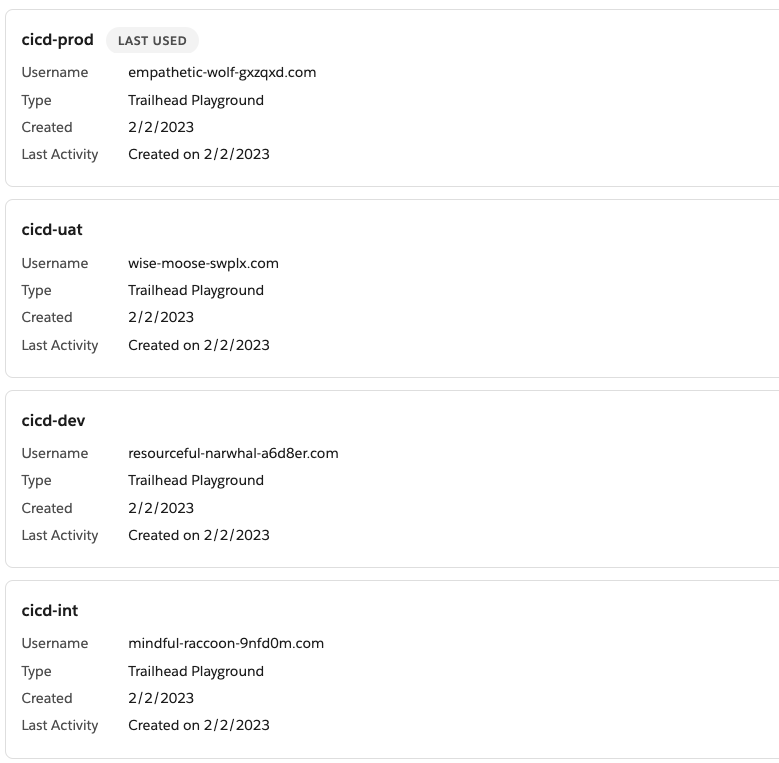 cicd-prod LAST USED
Username empathetic-wolf-gxzqxd.com
Type Trailhead Playground
Created 2/2/2023
Last Activity Created on 2/2/2023
cicd-uat
Username wise-moose-swplx.com
Type Trailhead Playground
Created 2/2/2023
Last Activity Created on 2/2/2023
cicd-dev
Username resourceful-narwhal-a6d8er.com
Type Trailhead Playground
Created 2/2/2023
Last Activity Created on 2/2/2023
cicd-int
Username mindful-raccoon-9nfd0m.com
Type Trailhead Playground
Created 2/2/2023
Last Activity Created on 2/2/2023